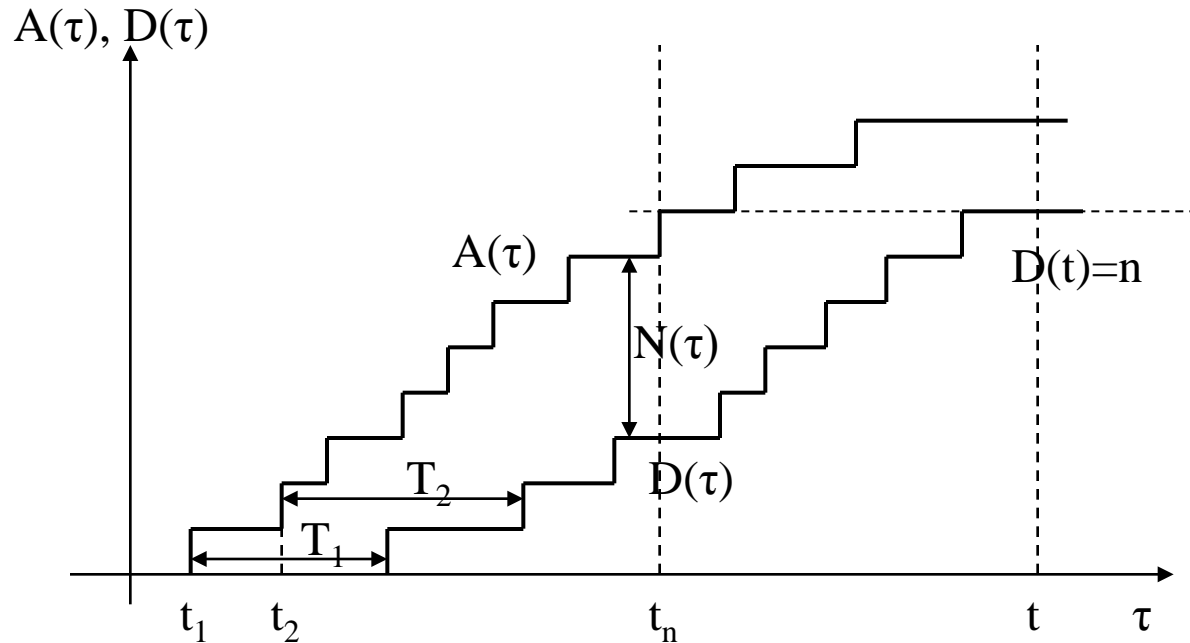 A(τ), D(τ)
A(τ)
D(t)=n
N(τ)
T₂
D(τ)
T₁
t₁ t₂ tₙ t τ